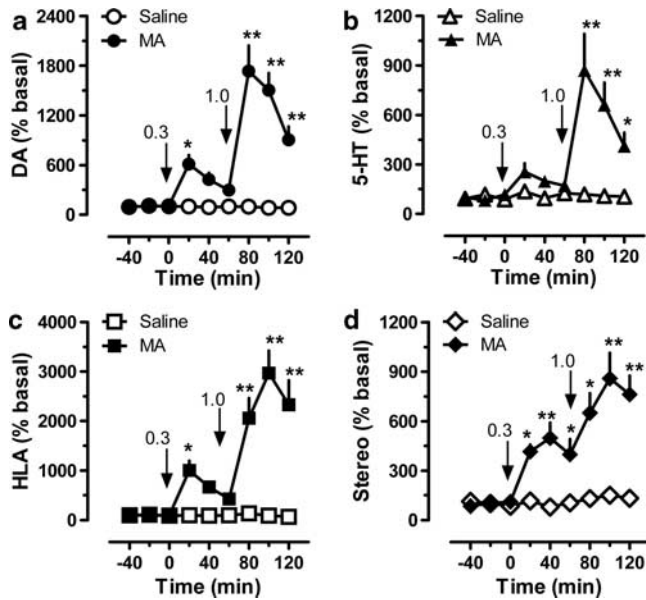 a
Saline
MA
DA (% basal)
2400
1800
1200
600
0
0.3
1.0
*
**
**
**
-40 0 40 80 120
Time (min)
b
Saline
MA
5-HT (% basal)
1200
900
600
300
0
0.3
1.0
**
**
*
-40 0 40 80 120
Time (min)
c
Saline
MA
HLA (% basal)
4000
3000
2000
1000
0
0.3
1.0
*
**
**
**
-40 0 40 80 120
Time (min)
d
Saline
MA
Stereo (% basal)
1200
900
600
300
0
0.3
1.0
*
**
*
*
**
**
-40 0 40 80 120
Time (min)